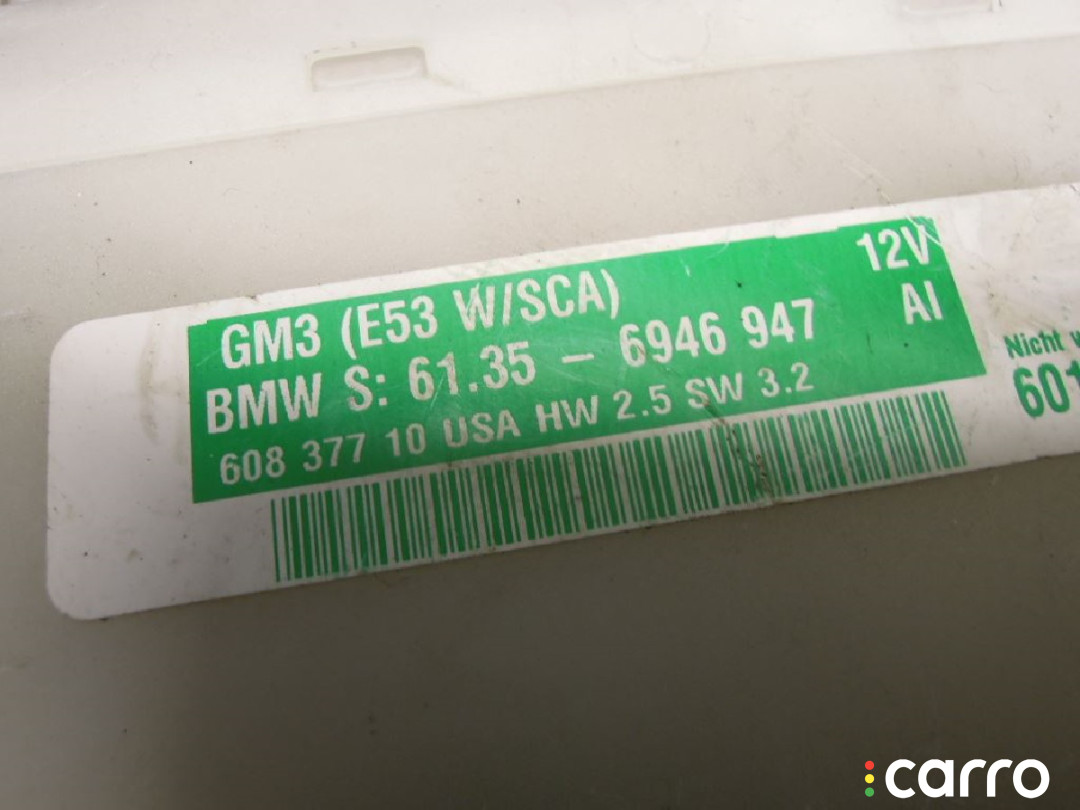 GM3 (E53 W/SCA) 12V
BMW S: 61.35 - 6946 947 AI
608 377 10 USA HW 2.5 SW 3.2
Nicht
601
carro